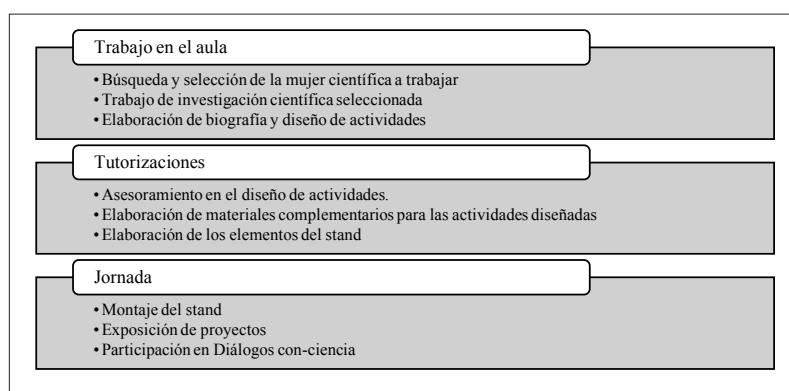 Trabajo en el aula
• Búsqueda y selección de la mujer científica a trabajar
• Trabajo de investigación científica seleccionada
• Elaboración de biografía y diseño de actividades
Tutorizaciones
• Asesoramiento en el diseño de actividades.
• Elaboración de materiales complementarios para las actividades diseñadas
• Elaboración de los elementos del stand
Jornada
• Montaje del stand
• Exposición de proyectos
• Participación en Diálogos con-ciencia